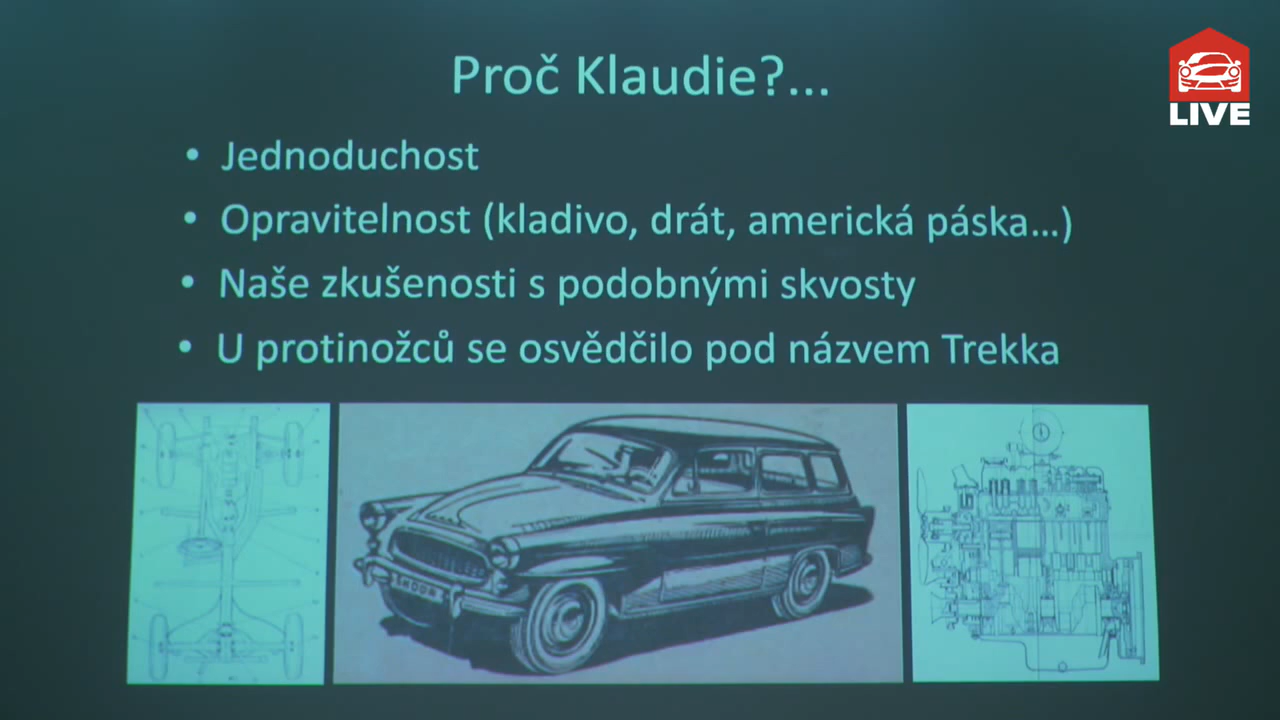 Proč Klaudie?...
LIVE
• Jednoduchost
• Opravitelnost (kladivo, drát, americká páska...)
• Naše zkušenosti s podobnými skvosty
• U protinožců se osvědčilo pod názvem Trekka